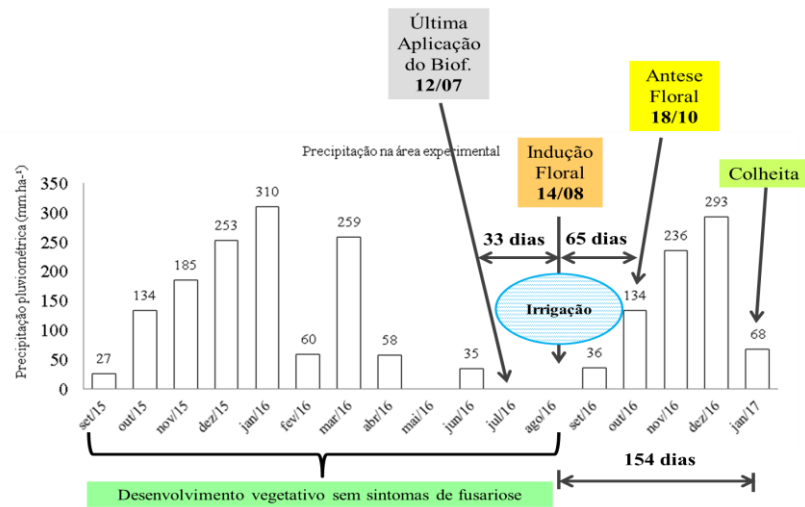 Última
Aplicação
do Biof.
12/07
Antese
Floral
18/10
Precipitação na área experimental
Indução
Floral
14/08
Colheita
Precipitação pluviométrica (mm.ha-¹)
350
300
250
200
150
100
50
0
27
134
185
253
310
60
259
58
35
36
134
236
293
68
33 dias
65 dias
Irrigação
set/15
out/15
nov/15
dez/15
jan/16
fev/16
mar/16
abr/16
mai/16
jun/16
jul/16
ago/16
set/16
out/16
nov/16
dez/16
jan/17
154 dias
Desenvolvimento vegetativo sem sintomas de fusariose